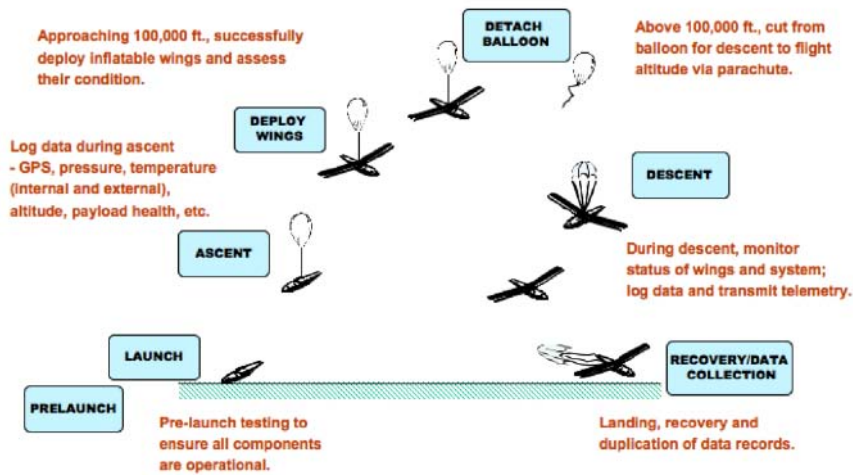 Approaching 100,000 ft., successfully
deploy inflatable wings and assess
their condition.
DETACH
BALLOON
Above 100,000 ft., cut from
balloon for descent to flight
altitude via parachute.
DEPLOY
WINGS
Log data during ascent
- GPS, pressure, temperature
(internal and external),
altitude, payload health, etc.
DESCENT
ASCENT
During descent, monitor
status of wings and system;
log data and transmit telemetry.
LAUNCH
RECOVERY/DATA
COLLECTION
PRELAUNCH
Pre-launch testing to
ensure all components
are operational.
Landing, recovery and
duplication of data records.